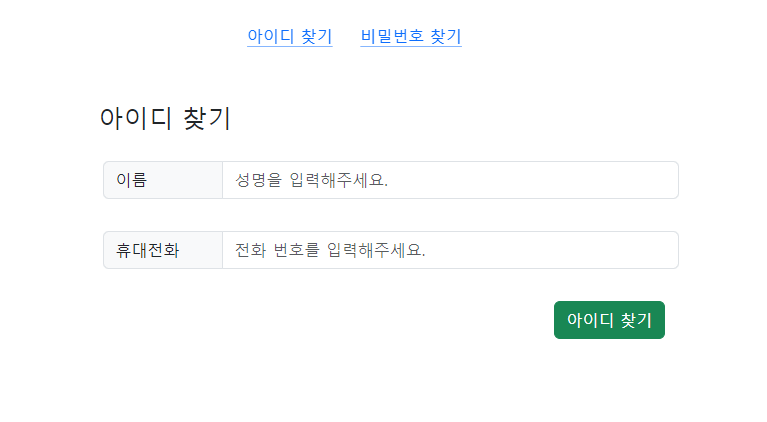 아이디 찾기 비밀번호 찾기
아이디 찾기
이름 성명을 입력해주세요.
휴대전화 전화 번호를 입력해주세요.
아이디 찾기